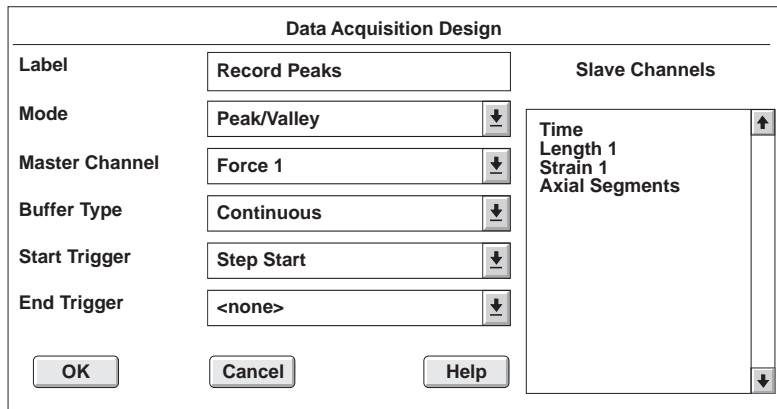 Data Acquisition Design
Label
Record Peaks
Mode
Peak/Valley
Master Channel
Force 1
Buffer Type
Continuous
Start Trigger
Step Start
End Trigger
<none>
OK
Cancel
Help
Slave Channels
Time
Length 1
Strain 1
Axial Segments